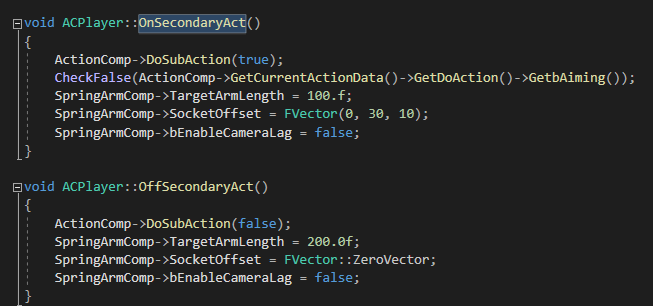 void ACPlayer::OnSecondaryAct()
{
ActionComp->DoSubAction(true);
CheckFalse(ActionComp->GetCurrentActionData()->GetDoAction()->GetbAiming());
SpringArmComp->TargetArmLength = 100.f;
SpringArmComp->SocketOffset = FVector(0, 30, 10);
SpringArmComp->bEnableCameraLag = false;
}
void ACPlayer::OffSecondaryAct()
{
ActionComp->DoSubAction(false);
SpringArmComp->TargetArmLength = 200.0f;
SpringArmComp->SocketOffset = FVector::ZeroVector;
SpringArmComp->bEnableCameraLag = false;
}